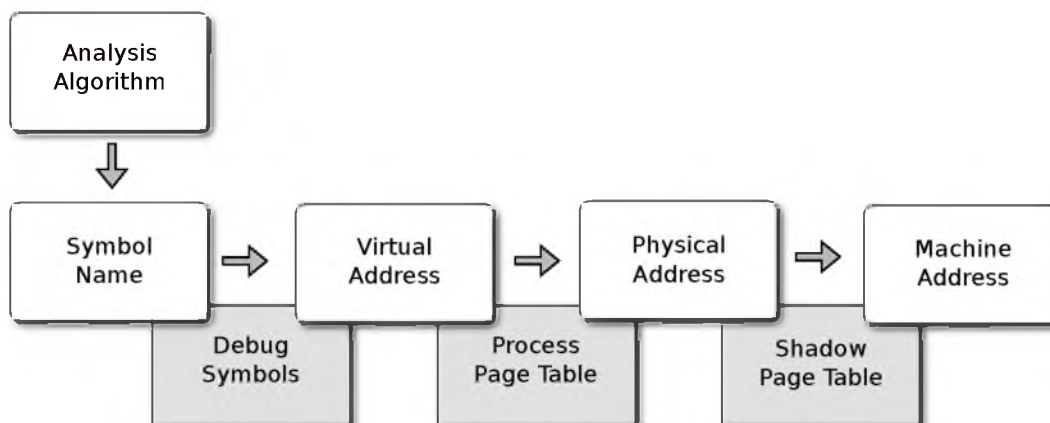 Analysis
Algorithm
Symbol
Name
Virtual
Address
Physical
Address
Machine
Address
Debug
Symbols
Process
Page Table
Shadow
Page Table